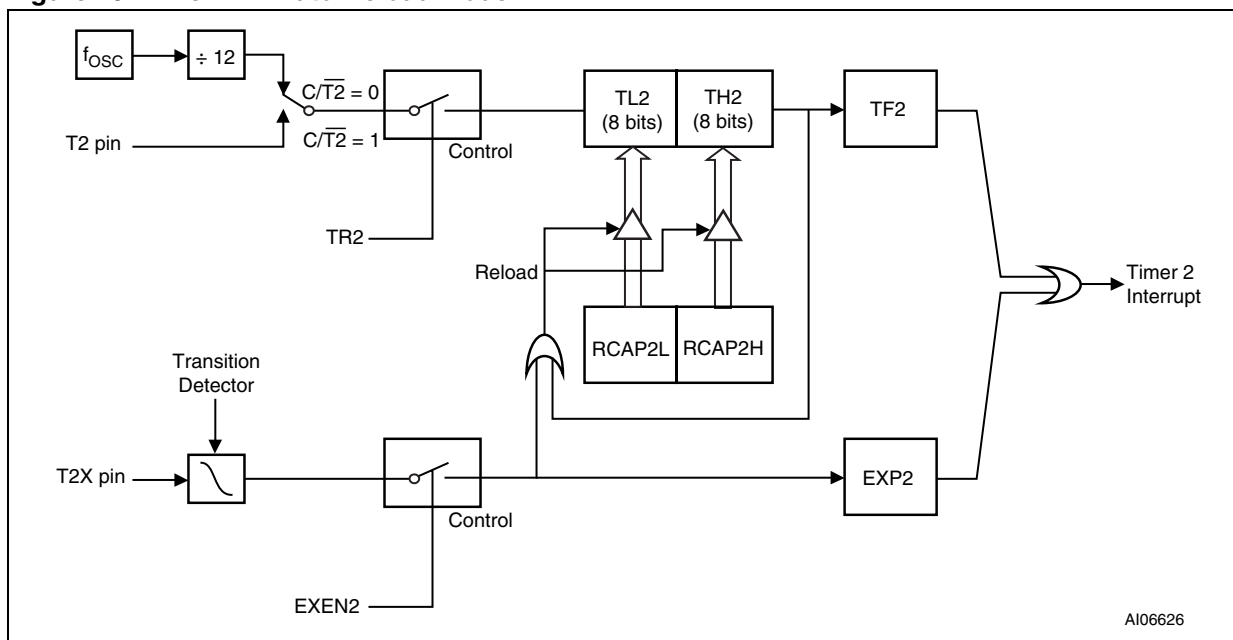 fOSC
÷ 12
C/T2 = 0
T2 pin
C/T2 = 1
Control
TR2
TL2
(8 bits)
TH2
(8 bits)
TF2
Reload
RCAP2L
RCAP2H
Timer 2
Interrupt
Transition
Detector
T2X pin
Control
EXP2
EXEN2
AI06626